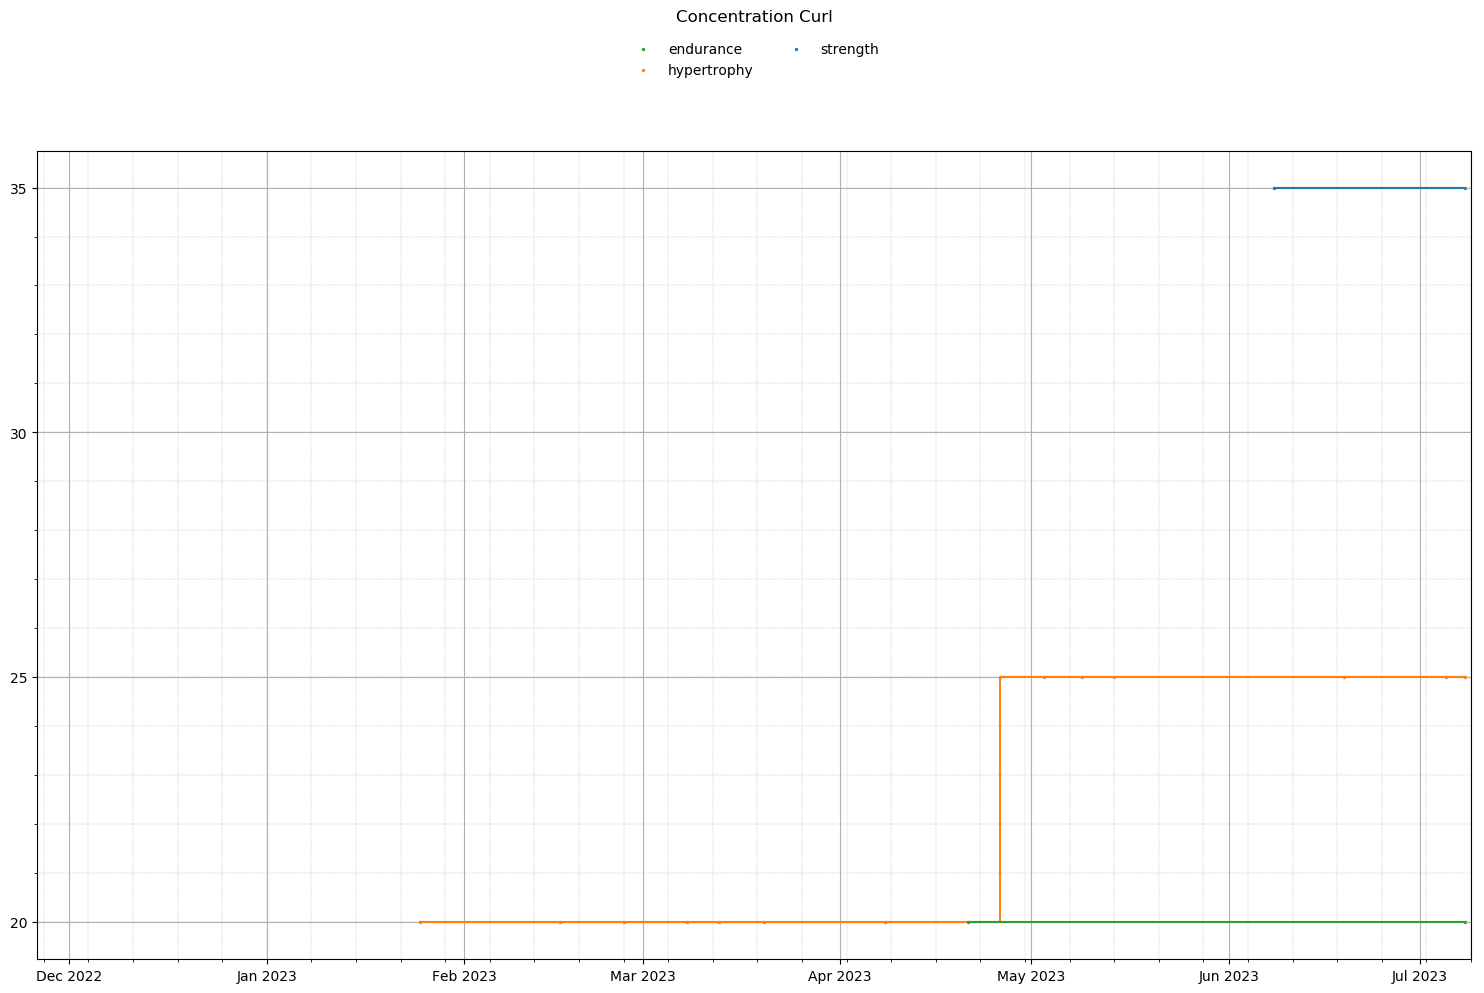 Concentration Curl
endurance strength
hypertrophy
35
30
25
20
Dec 2022 Jan 2023 Feb 2023 Mar 2023 Apr 2023 May 2023 Jun 2023 Jul 2023